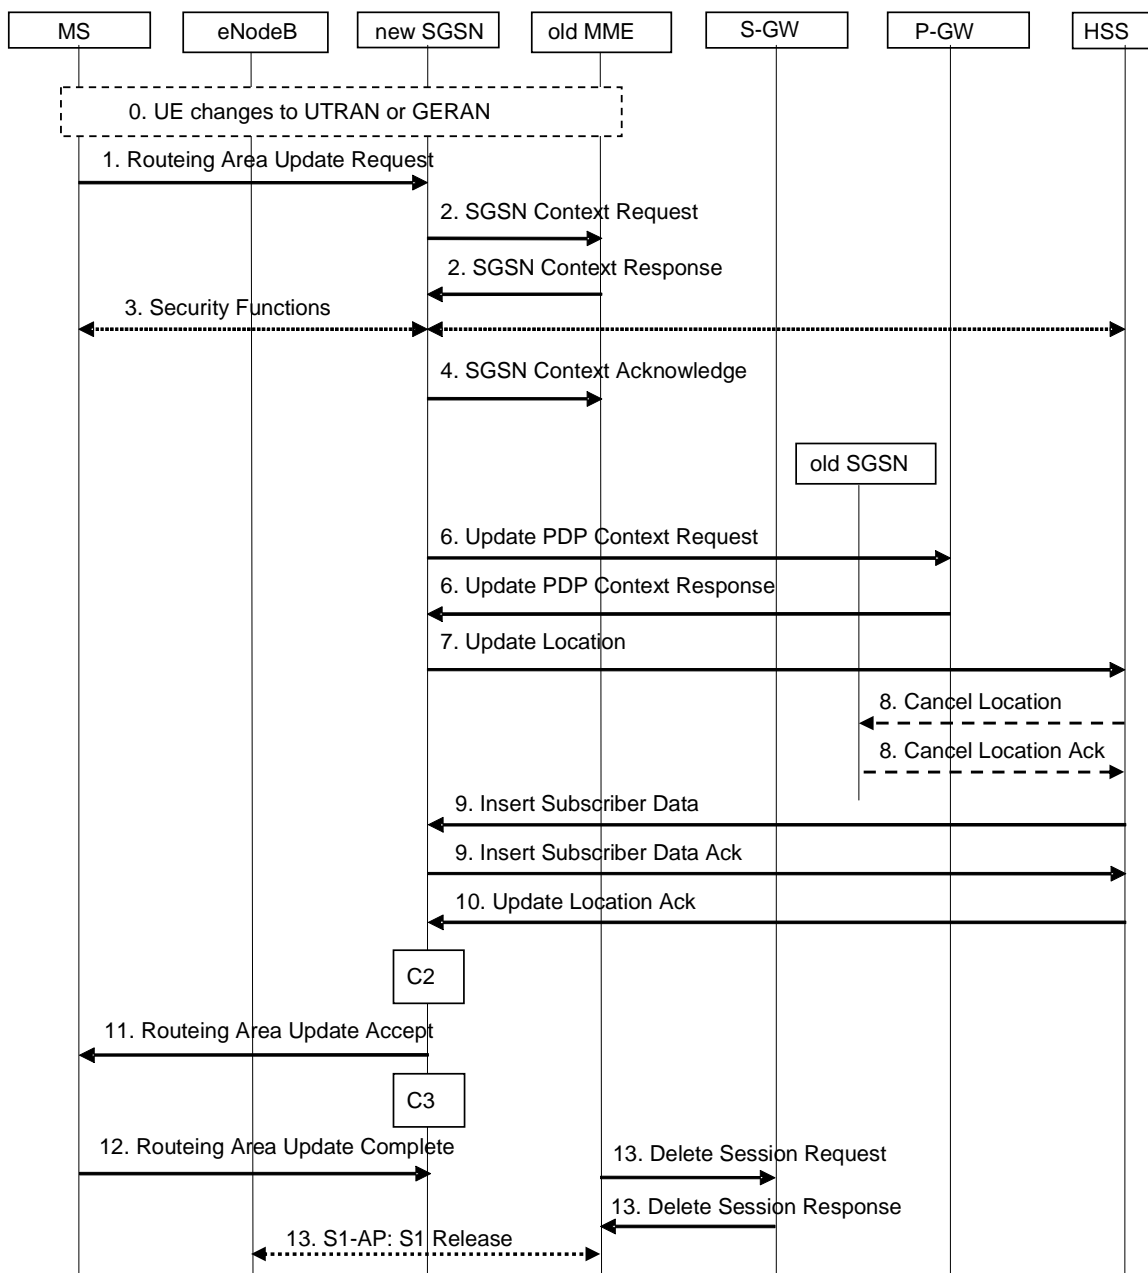 MS
eNodeB
new SGSN
old MME
S-GW
P-GW
HSS
0. UE changes to UTRAN or GERAN
1. Routeing Area Update Request
2. SGSN Context Request
2. SGSN Context Response
3. Security Functions
4. SGSN Context Acknowledge
old SGSN
6. Update PDP Context Request
6. Update PDP Context Response
7. Update Location
8. Cancel Location
8. Cancel Location Ack
9. Insert Subscriber Data
9. Insert Subscriber Data Ack
10. Update Location Ack
C2
11. Routeing Area Update Accept
C3
12. Routeing Area Update Complete
13. Delete Session Request
13. Delete Session Response
13. S1-AP: S1 Release